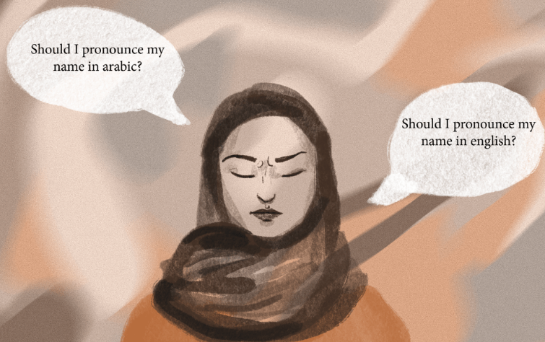 Should I pronounce my
name in arabic?
Should I pronounce my
name in english?